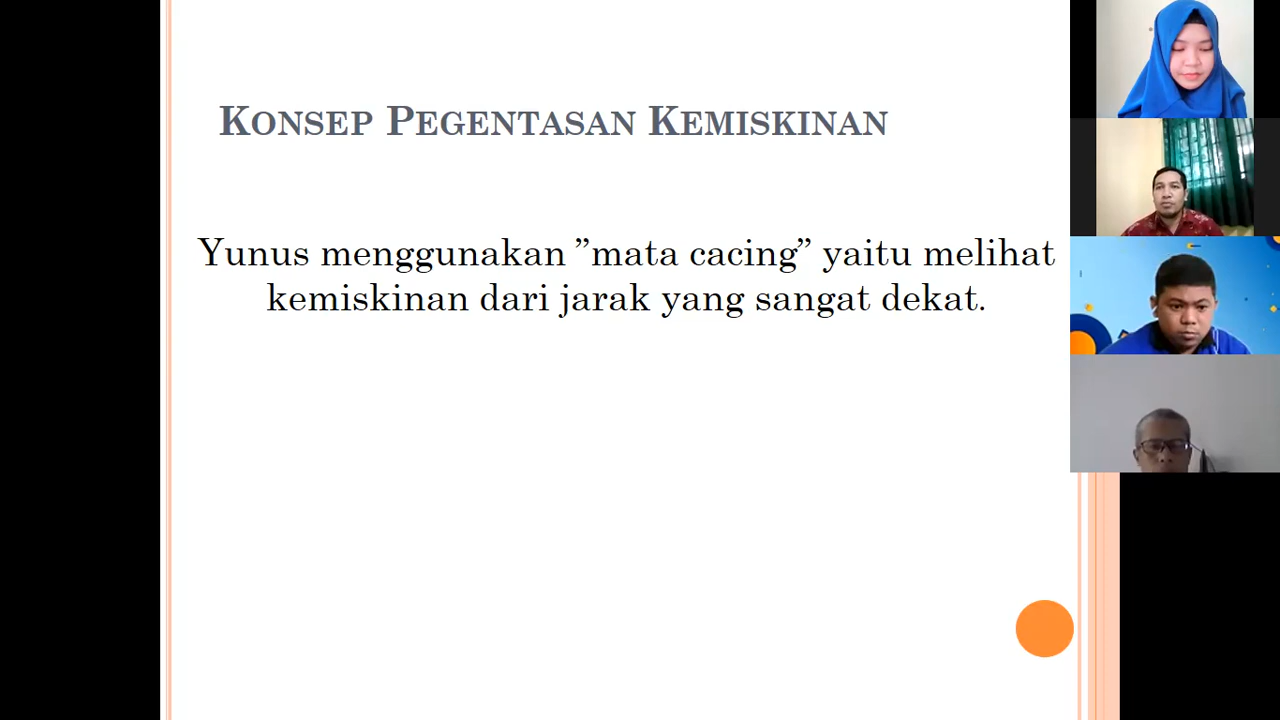 KONSEP PEGENTASAN KEMISKINAN
Yunus menggunakan ”mata cacing” yaitu melihat
kemiskinan dari jarak yang sangat dekat.